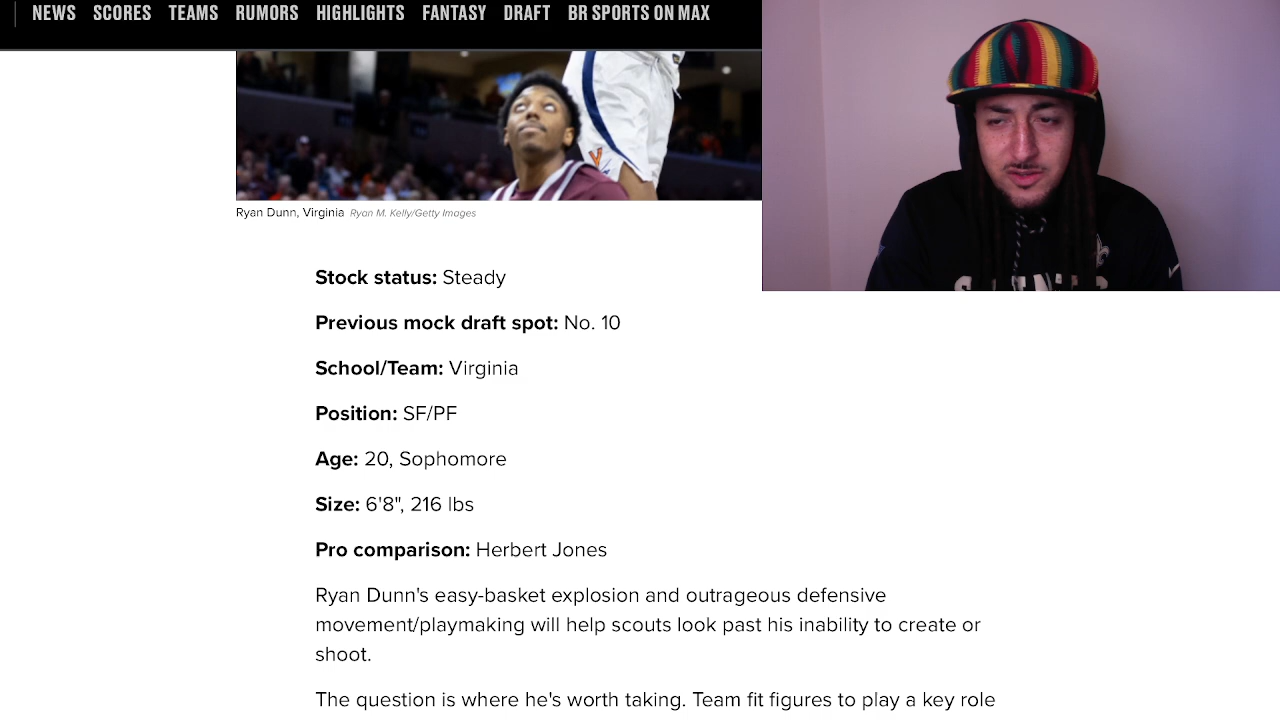 NEWS SCORES TEAMS RUMORS HIGHLIGHTS FANTASY DRAFT BR SPORTS ON MAX
Ryan Dunn, Virginia Ryan M. Kelly/Getty Images
Stock status: Steady
Previous mock draft spot: No. 10
School/Team: Virginia
Position: SF/PF
Age: 20, Sophomore
Size: 6'8", 216 lbs
Pro comparison: Herbert Jones
Ryan Dunn's easy-basket explosion and outrageous defensive
movement/playmaking will help scouts look past his inability to create or
shoot.
The question is where he's worth taking. Team fit figures to play a key role